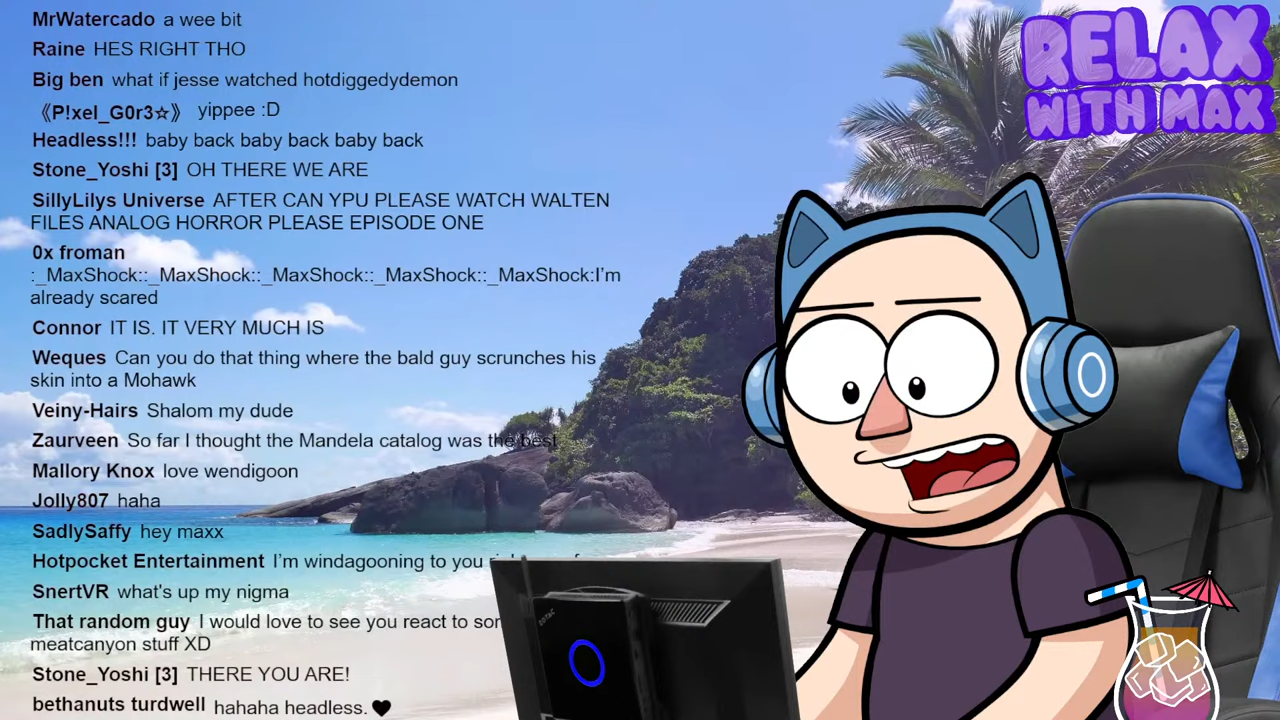 MrWatercado a wee bit
Raine HES RIGHT THO
Big ben what if jesse watched hotdiggedydemon
《P!xel_G0r3☆》 yippee :D
Headless!!! baby back baby back baby back
Stone_Yoshi [3] OH THERE WE ARE
SillyLilys Universe AFTER CAN YPU PLEASE WATCH WALTEN
FILES ANALOG HORROR PLEASE EPISODE ONE
0x froman
:_MaxShock::_MaxShock::_MaxShock::_MaxShock::_MaxShock:I'm
already scared
Connor IT IS. IT VERY MUCH IS
Weques Can you do that thing where the bald guy scrunches his
skin into a Mohawk
Veiny-Hairs Shalom my dude
Zaurveen So far I thought the Mandela catalog was the best
Mallory Knox love wendigoon
Jolly807 haha
SadlySaffy hey maxx
Hotpocket Entertainment I'm windagooning to you
SnertVR what's up my nigma
That random guy I would love to see you react to
meatcanyon stuff XD
Stone_Yoshi [3] THERE YOU ARE!
bethanuts turdwell hahaha headless.🖤
RELAX
WITH MAX
ZOTAC